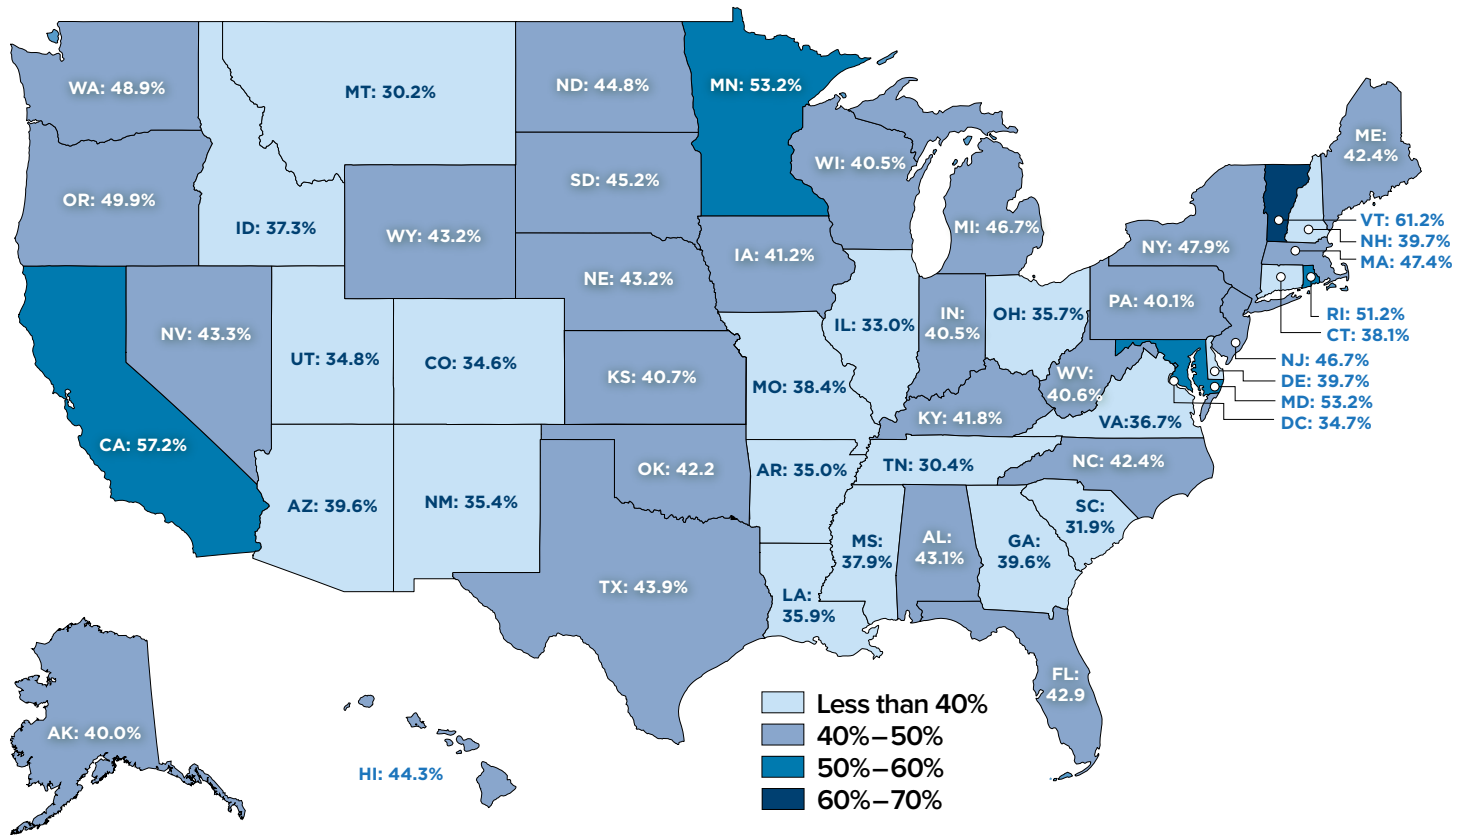 WA: 48.9%
MT: 30.2%
ND: 44.8%
MN: 53.2%
ME:
42.4%
WI: 40.5%
SD: 45.2%
OR: 49.9%
ID: 37.3%
WY: 43.2%
MI: 46.7%
VT: 61.2%
NH: 39.7%
MA: 47.4%
NY: 47.9%
IA: 41.2%
NE: 43.2%
PA: 40.1%
RI: 51.2%
CT: 38.1%
NV: 43.3%
UT: 34.8%
CO: 34.6%
IL: 33.0%
IN:
40.5%
OH: 35.7%
NJ: 46.7%
DE: 39.7%
MD: 53.2%
DC: 34.7%
KS: 40.7%
MO: 38.4%
WV:
40.6%
KY: 41.8%
VA:36.7%
CA: 57.2%
OK: 42.2
AR: 35.0%
TN: 30.4%
NC: 42.4%
AZ: 39.6%
NM: 35.4%
SC:
31.9%
MS:
37.9%
AL:
43.1%
GA:
39.6%
TX: 43.9%
LA:
35.9%
FL:
42.9
AK: 40.0%
HI: 44.3%
Less than 40%
40%–50%
50%–60%
60%–70%